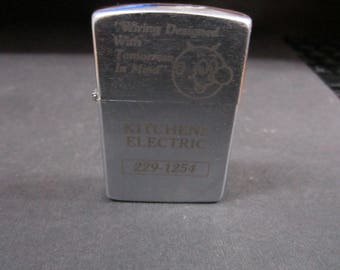 "Wiring Designed
With
Tomorrow
In Mind"
KITCHENS
ELECTRIC
229-1254